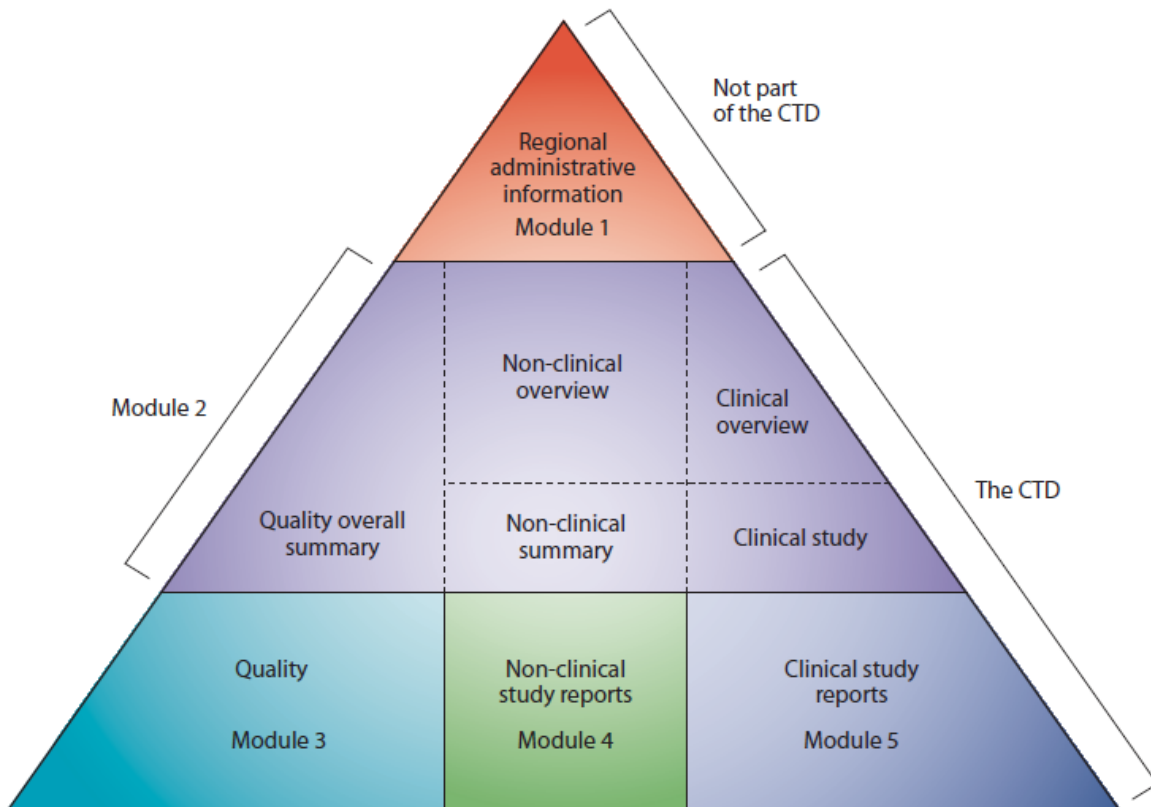 Not part
of the CTD
Regional
administrative
information
Module 1
Module 2
Non-clinical
overview
Clinical
overview
The CTD
Quality overall
summary
Non-clinical
summary
Clinical study
Quality
Module 3
Non-clinical
study reports
Module 4
Clinical study
reports
Module 5